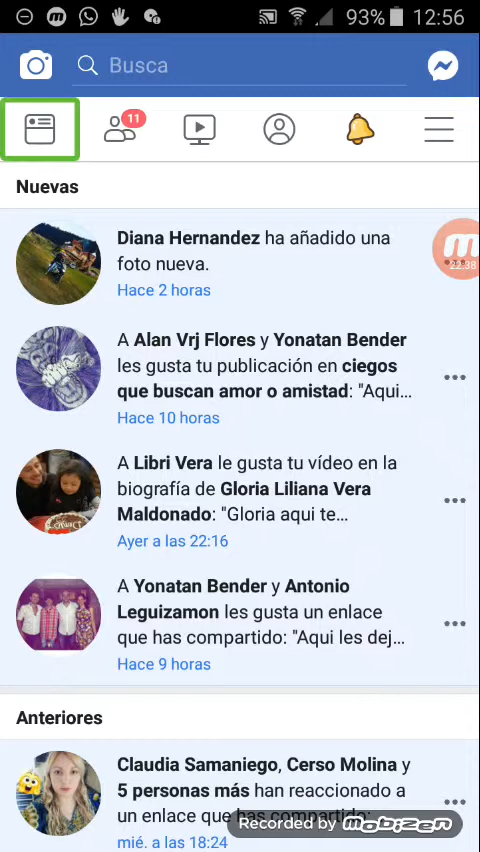 93% 12:56
Busca
11
Nuevas
Diana Hernandez ha añadido una
foto nueva.
Hace 2 horas
22:38
A Alan Vrj Flores y Yonatan Bender
les gusta tu publicación en ciegos
que buscan amor o amistad: "Aqui...
Hace 10 horas
A Libri Vera le gusta tu vídeo en la
biografía de Gloria Liliana Vera
Maldonado: "Gloria aqui te...
Ayer a las 22:16
A Yonatan Bender y Antonio
Leguizamon les gusta un enlace
que has compartido: "Aqui les dej...
Hace 9 horas
Anteriores
Claudia Samaniego, Cerso Molina y
5 personas más han reaccionado a
un enlace que has compartido:
mié. a las 18:24
Recorded by mobizen